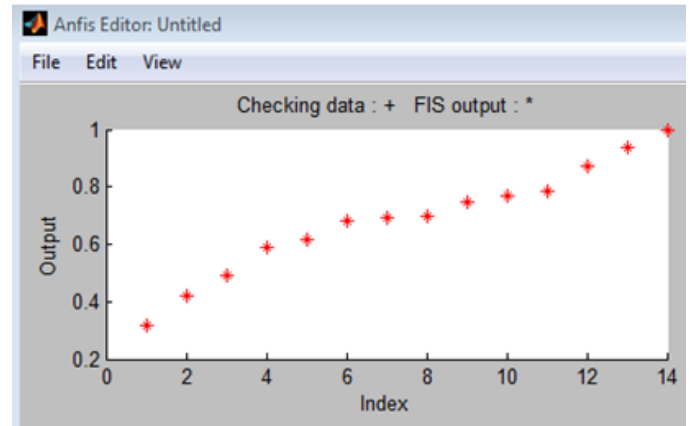 Anfis Editor: Untitled
File Edit View
Checking data : + FIS output : *
1
0.8
0.6
0.4
0.2
Output
0 2 4 6 8 10 12 14
Index